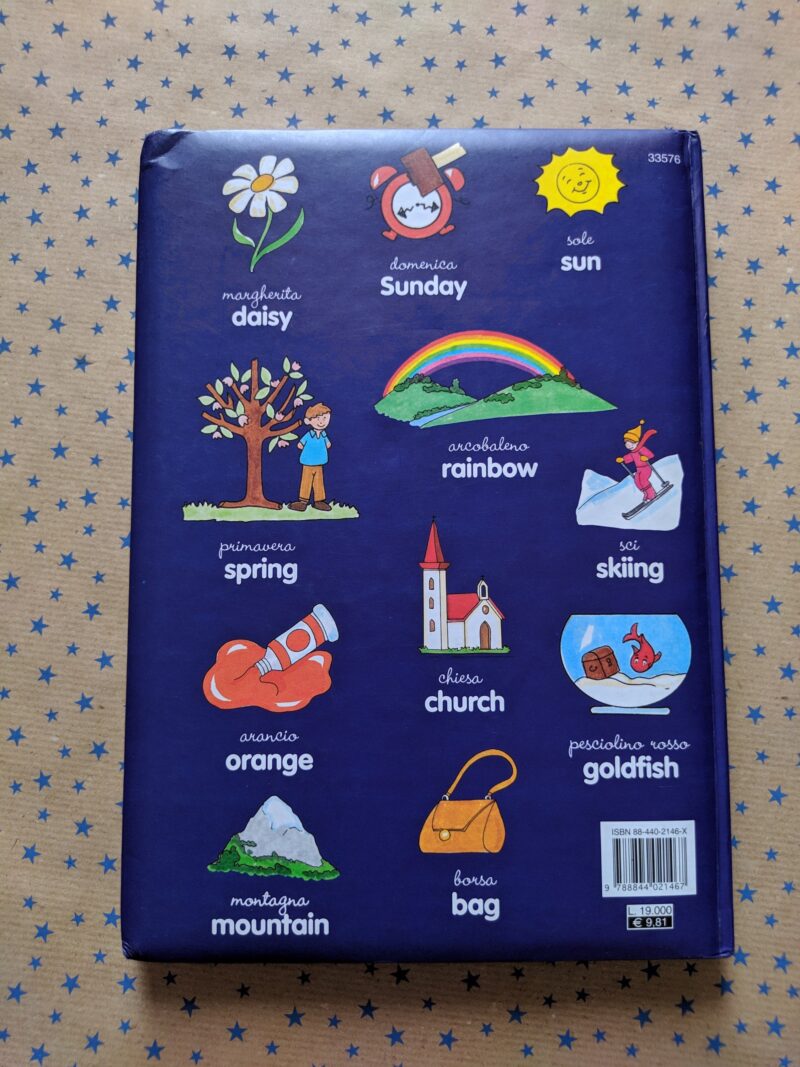 33576
margherita
daisy
domenica
Sunday
sole
sun
primavera
spring
arcobaleno
rainbow
sci
skiing
arancio
orange
chiesa
church
pesciolino rosso
goldfish
montagna
mountain
borsa
bag
ISBN 88-440-2146-X
9 788844 021467
L. 19.000
€ 9,81